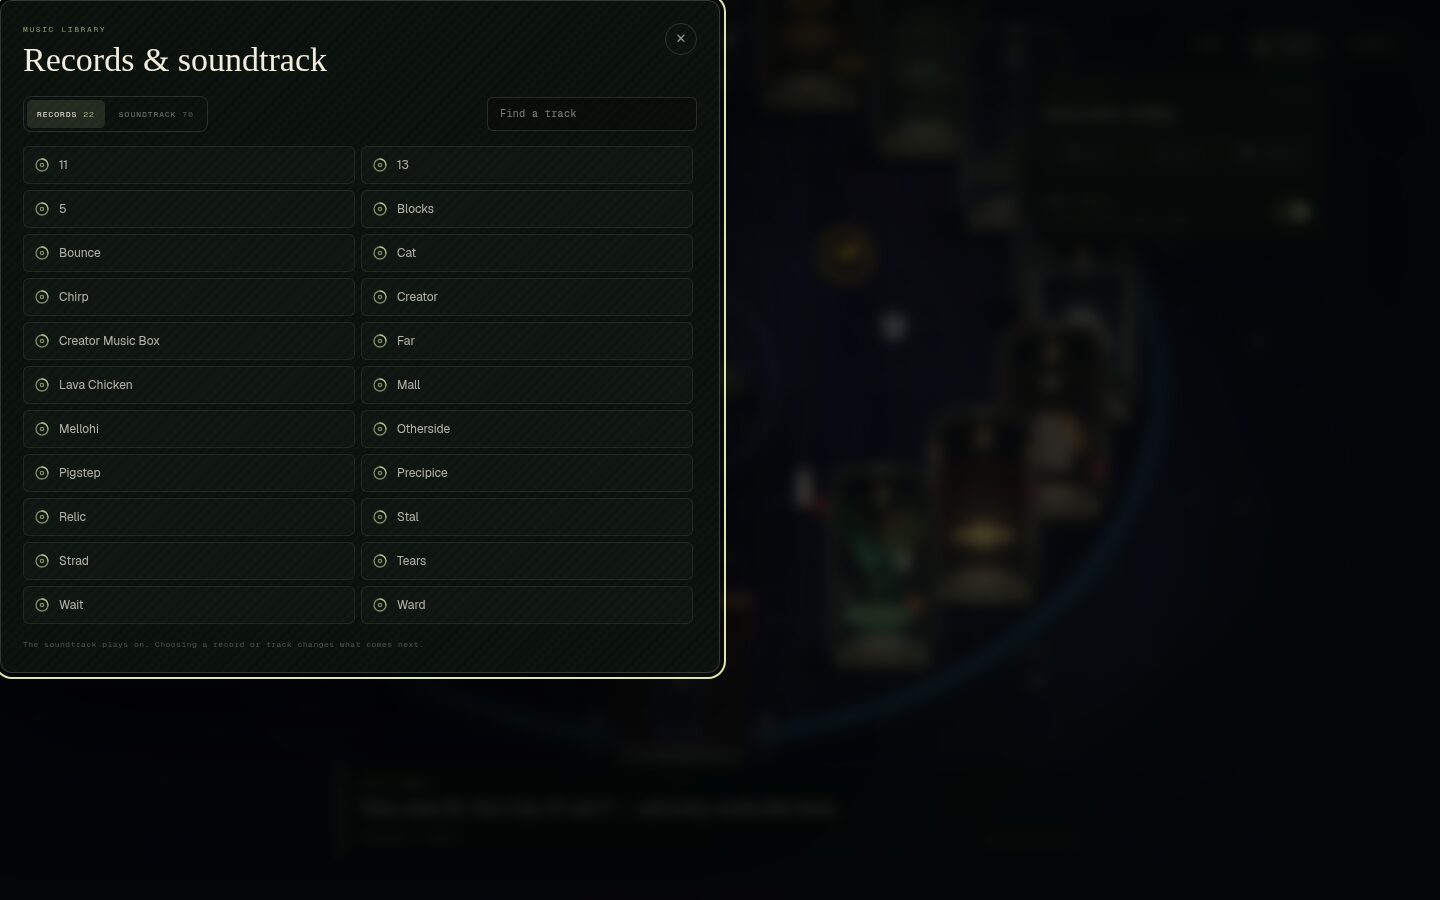 MUSIC LIBRARY
Records & soundtrack
×
RECORDS 22 SOUNDTRACK 70
Find a track
11
13
5
Blocks
Bounce
Cat
Chirp
Creator
Creator Music Box
Far
Lava Chicken
Mall
Mellohi
Otherside
Pigstep
Precipice
Relic
Stal
Strad
Tears
Wait
Ward
The soundtrack plays on. Choosing a record or track changes what comes next.